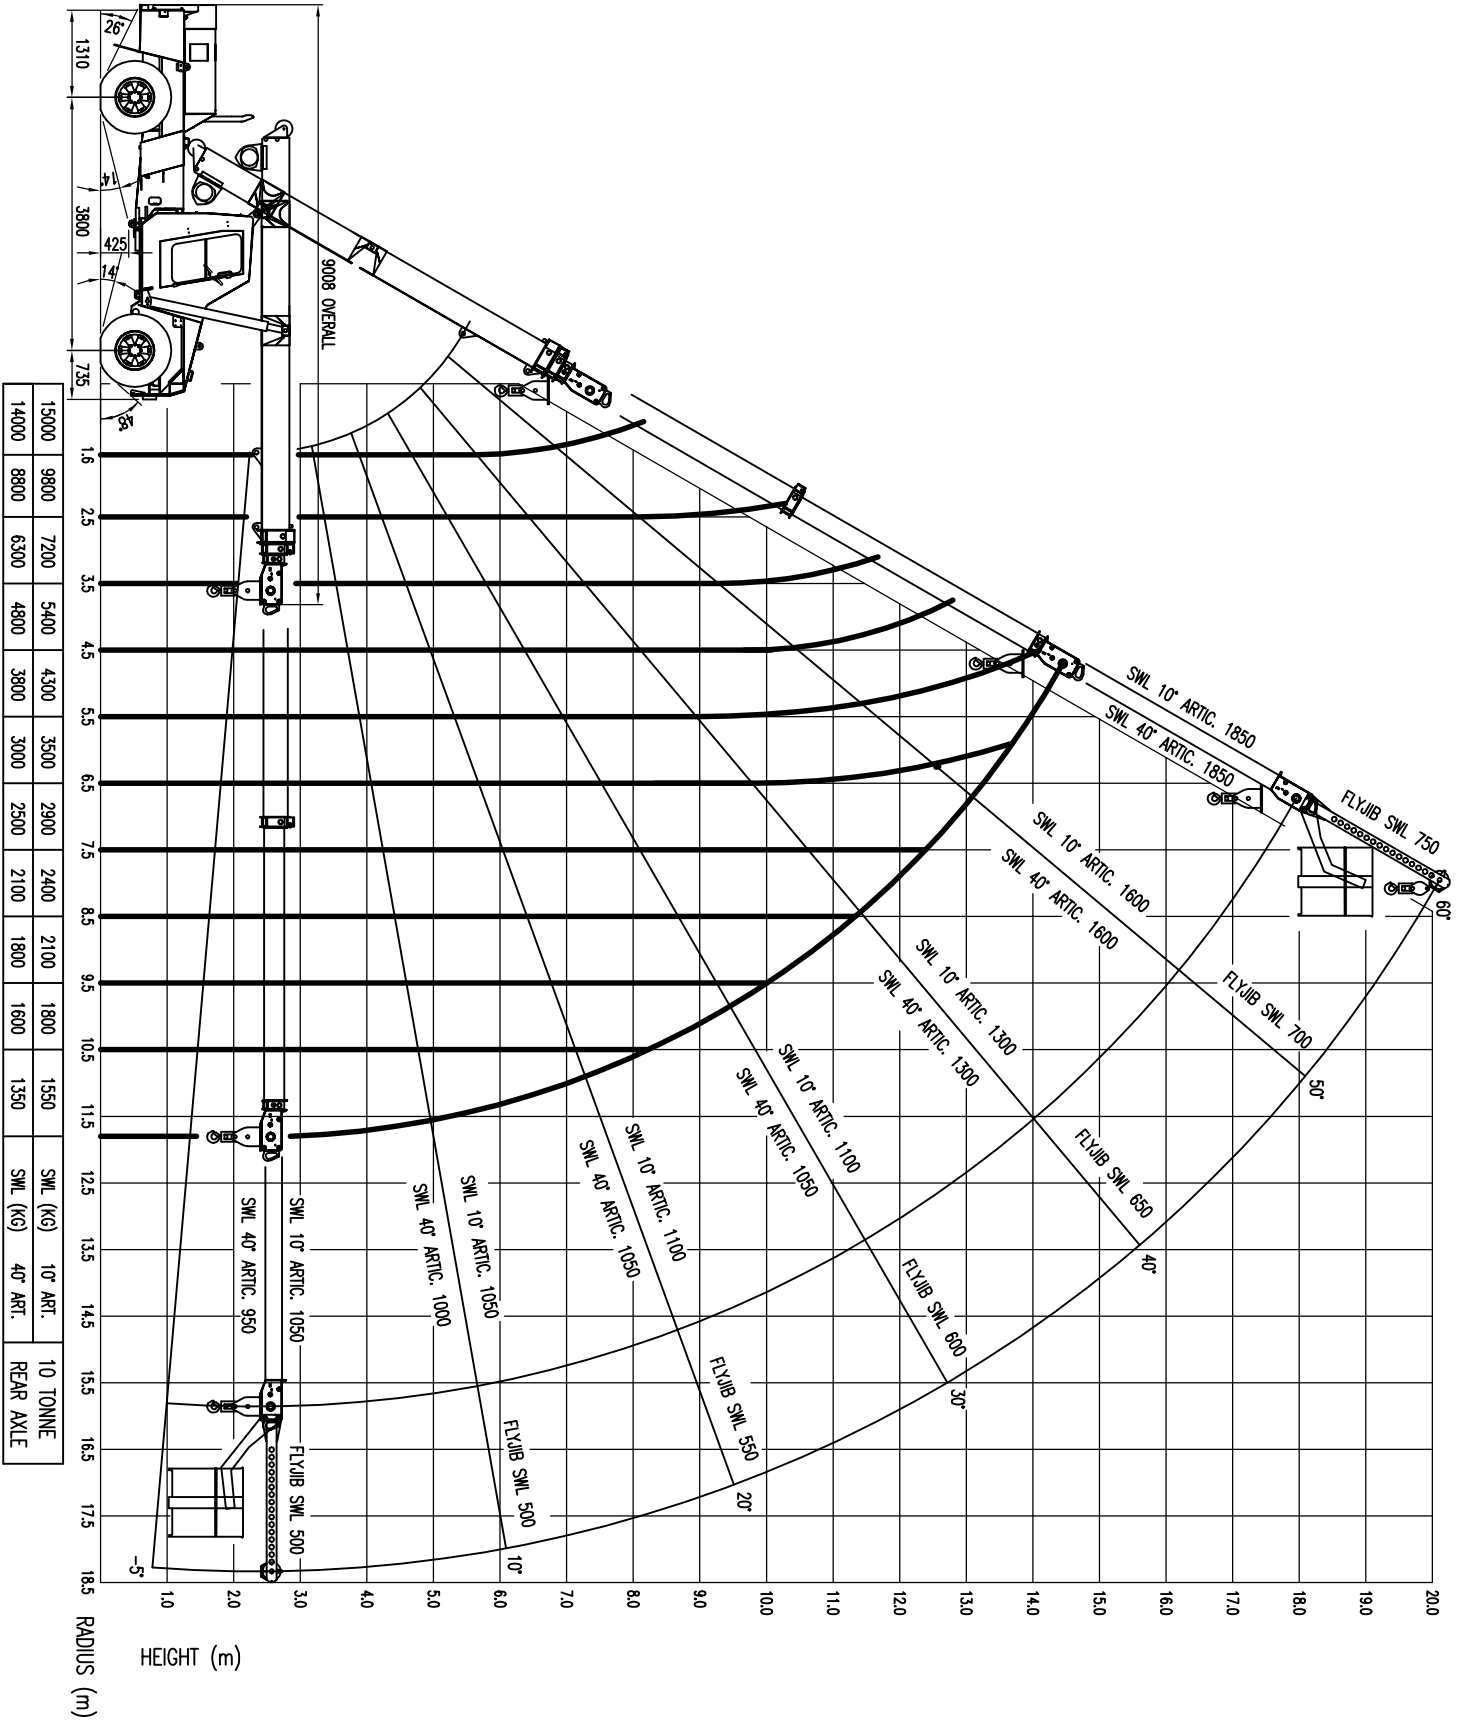 9008 OVERALL
26°
1310
14°
3800
425
14°
735
48°
SWL 10° ARTIC. 1850
SWL 40° ARTIC. 1850
FLYJIB SWL 750
60°
SWL 10° ARTIC. 1600
SWL 40° ARTIC. 1600
FLYJIB SWL 700
50°
SWL 10° ARTIC. 1300
SWL 40° ARTIC. 1300
FLYJIB SWL 650
40°
SWL 10° ARTIC. 1100
SWL 40° ARTIC. 1050
FLYJIB SWL 600
30°
SWL 10° ARTIC. 1100
SWL 40° ARTIC. 1050
FLYJIB SWL 550
20°
SWL 10° ARTIC. 1050
SWL 40° ARTIC. 1000
FLYJIB SWL 500
10°
SWL 10° ARTIC. 1050
SWL 40° ARTIC. 950
FLYJIB SWL 500
-5°
20.0
19.0
18.0
17.0
16.0
15.0
14.0
13.0
12.0
11.0
10.0
9.0
8.0
7.0
6.0
5.0
4.0
3.0
2.0
1.0
HEIGHT (m)
1.6 2.5 3.5 4.5 5.5 6.5 7.5 8.5 9.5 10.5 11.5 12.5 13.5 14.5 15.5 16.5 17.5 18.5 RADIUS (m)
15000 9800 7200 5400 4300 3500 2900 2400 2100 1800 1550 SWL (KG) 10° ART. 10 TONNE
14000 8800 6300 4800 3800 3000 2500 2100 1800 1600 1350 SWL (KG) 40° ART. REAR AXLE